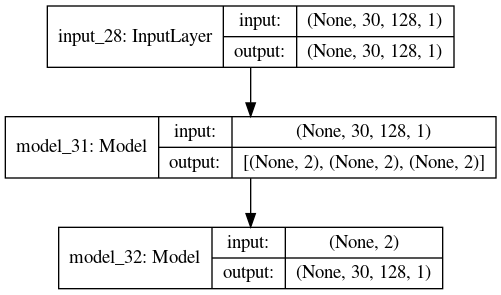 input_28: InputLayer
input:
(None, 30, 128, 1)
output:
(None, 30, 128, 1)
model_31: Model
input:
(None, 30, 128, 1)
output:
[(None, 2), (None, 2), (None, 2)]
model_32: Model
input:
(None, 2)
output:
(None, 30, 128, 1)